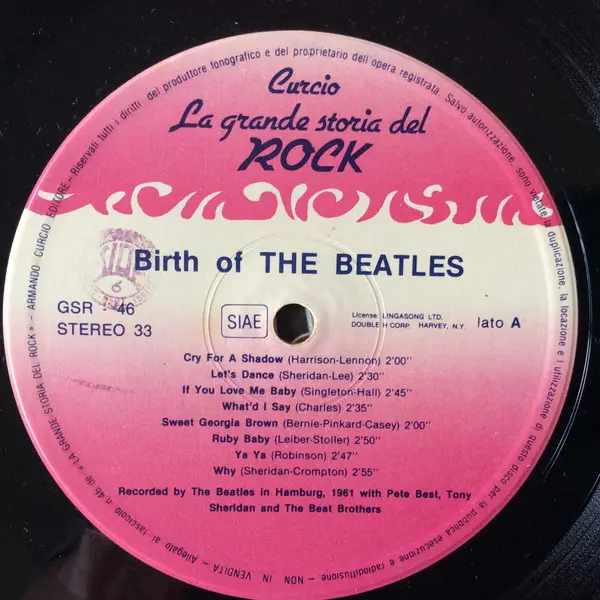 Curcio
La grande storia del
ROCK
Birth of THE BEATLES
GSR - 46
STEREO 33
SIAE
License: LINGASONG LTD.
DOUBLE H CORP. HARVEY, N.Y.
lato A
Cry For A Shadow (Harrison-Lennon) 2'00''
Let's Dance (Sheridan-Lee) 2'30''
If You Love Me Baby (Singleton-Hall) 2'45''
What'd I Say (Charles) 2'35''
Sweet Georgia Brown (Bernie-Pinkard-Casey) 2'00''
Ruby Baby (Leiber-Stoller) 2'50''
Ya Ya (Robinson) 2'47''
Why (Sheridan-Crompton) 2'55''
Recorded by The Beatles in Hamburg, 1961 with Pete Best, Tony
Sheridan and The Beat Brothers
« LA GRANDE STORIA DEL ROCK » - ARMANDO CURCIO EDITORE - Riservati tutti i diritti del produttore fonografico e del proprietario dell'opera registrata. Salvo autorizzazione, sono vietate la duplicazione, la locazione e l'utilizzazione di questo disco per la pubblica esecuzione e radiodiffusione. - NON IN VENDITA - Allegato al fascicolo n. 46 de